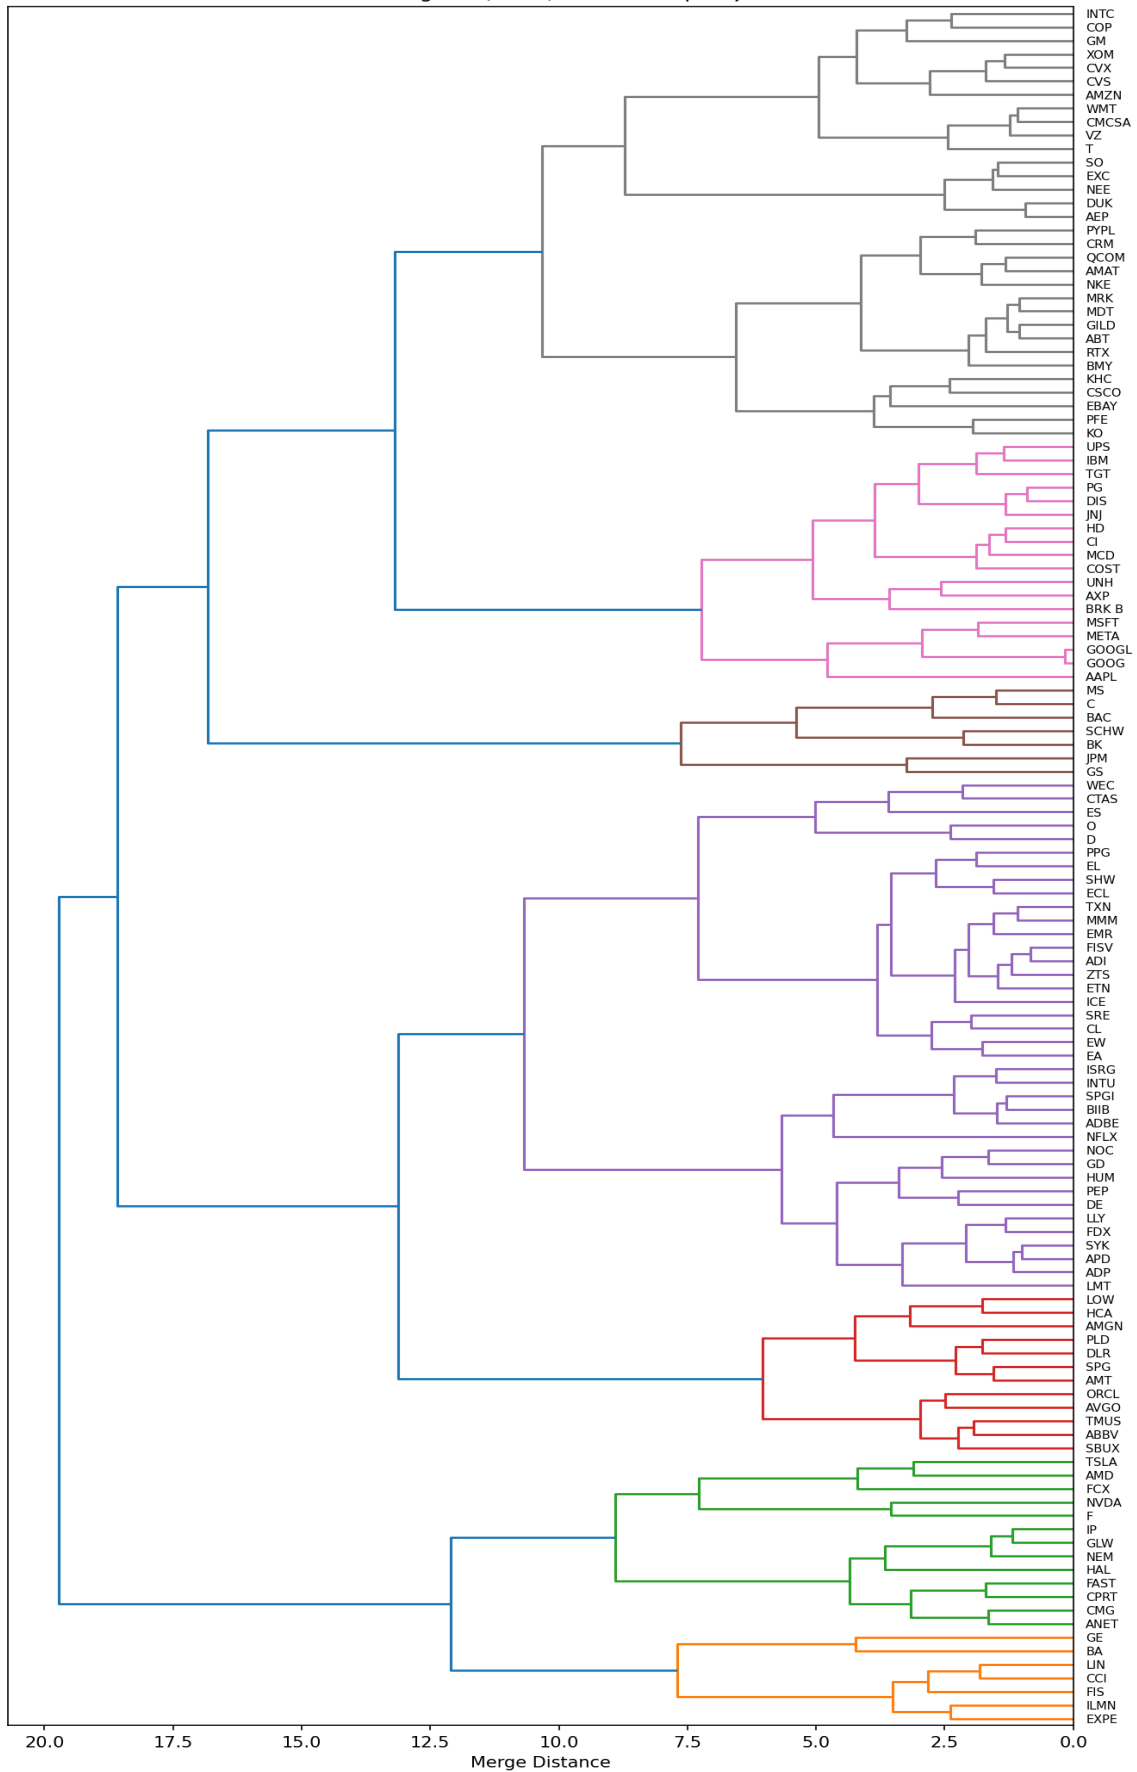 INTC
COP
GM
XOM
CVX
CVS
AMZN
WMT
CMCSA
VZ
T
SO
EXC
NEE
DUK
AEP
PYPL
CRM
QCOM
AMAT
NKE
MRK
MDT
GILD
ABT
RTX
BMY
KHC
CSCO
EBAY
PFE
KO
UPS
IBM
TGT
PG
DIS
JNJ
HD
CI
MCD
COST
UNH
AXP
BRK B
MSFT
META
GOOGL
GOOG
AAPL
MS
C
BAC
SCHW
BK
JPM
GS
WEC
CTAS
ES
O
D
PPG
EL
SHW
ECL
TXN
MMM
EMR
FISV
ADI
ZTS
ETN
ICE
SRE
CL
EW
EA
ISRG
INTU
SPGI
BIIB
ADBE
NFLX
NOC
GD
HUM
PEP
DE
LLY
FDX
SYK
APD
ADP
LMT
LOW
HCA
AMGN
PLD
DLR
SPG
AMT
ORCL
AVGO
TMUS
ABBV
SBUX
TSLA
AMD
FCX
NVDA
F
IP
GLW
NEM
HAL
FAST
CPRT
CMG
ANET
GE
BA
LIN
CCI
FIS
ILMN
EXPE
20.0 17.5 15.0 12.5 10.0 7.5 5.0 2.5 0.0
Merge Distance